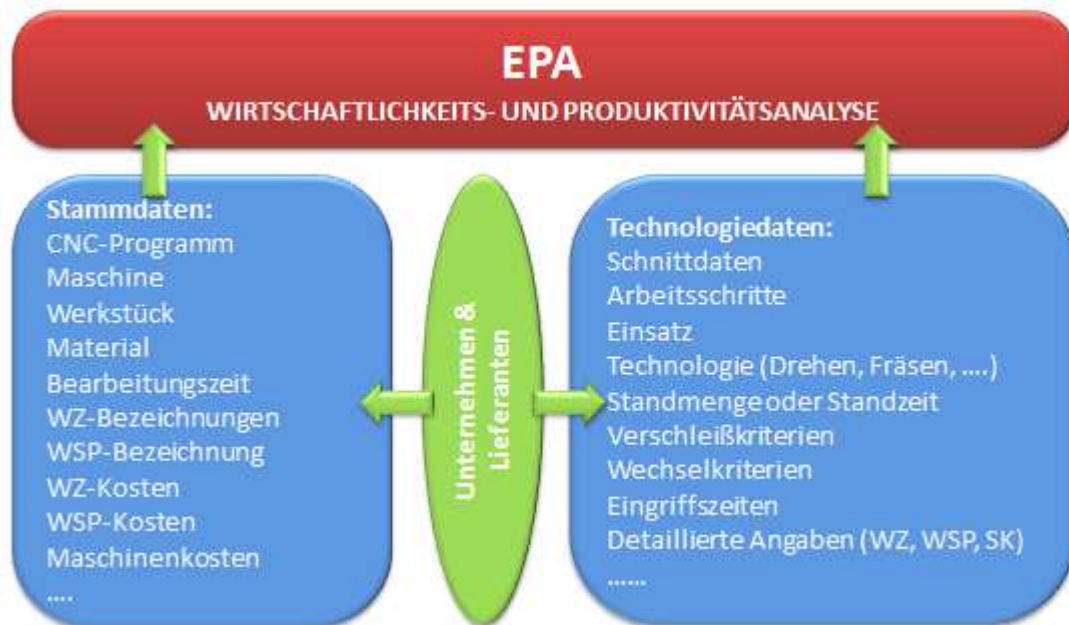 EPA
WIRTSCHAFTLICHKEITS- UND PRODUKTIVITÄTSANALYSE
Stammdaten:
CNC-Programm
Maschine
Werkstück
Material
Bearbeitungszeit
WZ-Bezeichnungen
WSP-Bezeichnung
WZ-Kosten
WSP-Kosten
Maschinenkosten
....
Unternehmen &
Lieferanten
Technologiedaten:
Schnittdaten
Arbeitsschritte
Einsatz
Technologie (Drehen, Fräsen, ....)
Standmenge oder Standzeit
Verschleißkriterien
Wechselkriterien
Eingriffszeiten
Detaillierte Angaben (WZ, WSP, SK)
......